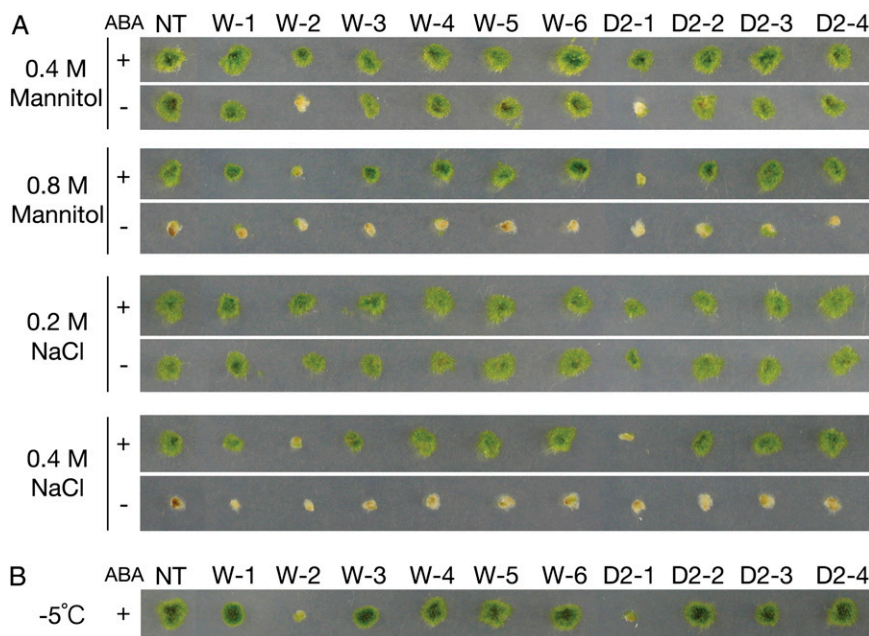 A ABA NT W-1 W-2 W-3 W-4 W-5 W-6 D2-1 D2-2 D2-3 D2-4
0.4 M
Mannitol
+
-
0.8 M
Mannitol
+
-
0.2 M
NaCl
+
-
0.4 M
NaCl
+
-
B ABA NT W-1 W-2 W-3 W-4 W-5 W-6 D2-1 D2-2 D2-3 D2-4
-5°C +